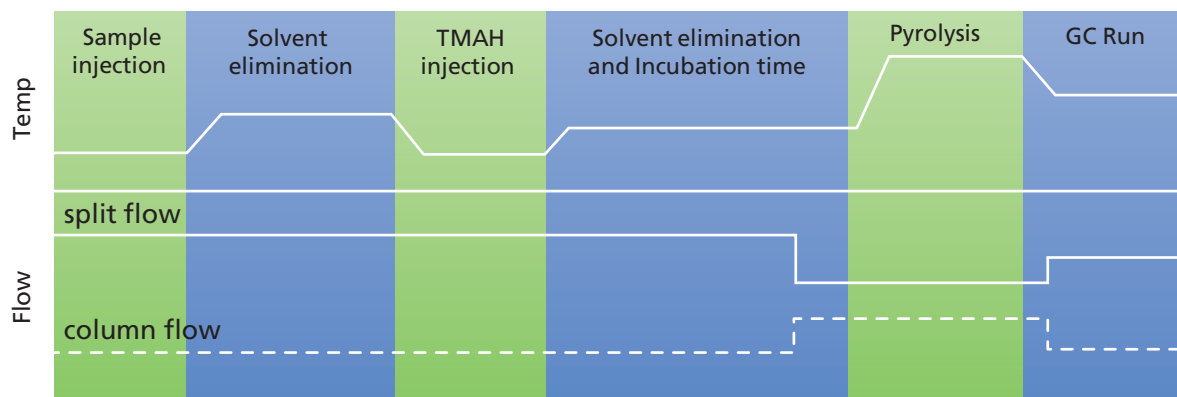 Sample
injection
Solvent
elimination
TMAH
injection
Solvent elimination
and Incubation time
Pyrolysis
GC Run
Temp
split flow
Flow
column flow